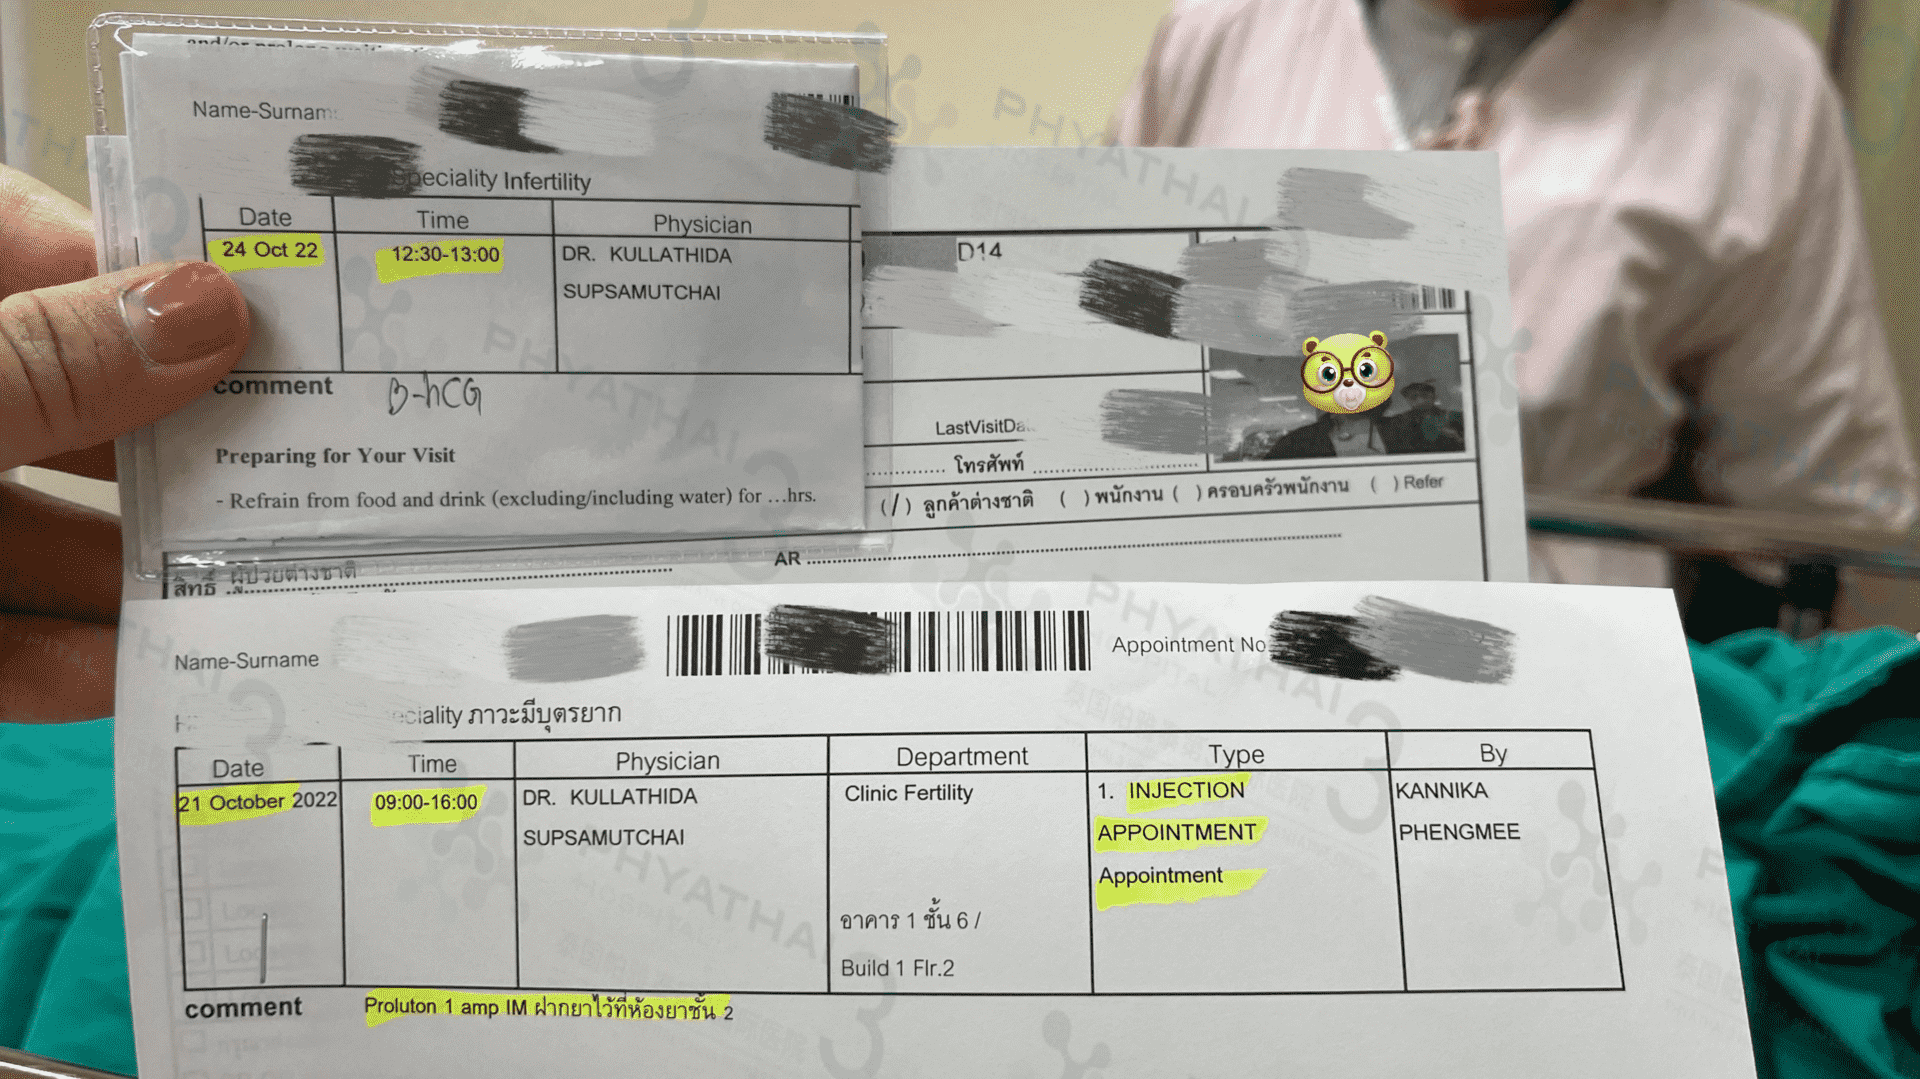 Name-Surname
Speciality Infertility
Date Time Physician
24 Oct 22 12:30-13:00 DR. KULLATHIDA
SUPSAMUTCHAI
comment B-hCG
Preparing for Your Visit
- Refrain from food and drink (excluding/including water) for ...hrs.
D14
LastVisitDa
โทรศัพท์
(/) ลูกค้าต่างชาติ ( ) พนักงาน ( ) ครอบครัวพนักงาน ( ) Refer
AR
สิทธิ์ ผู้ป่วยต่างชาติ
Name-Surname Appointment No
eciality ภาวะมีบุตรยาก
Date Time Physician Department Type By
21 October 2022 09:00-16:00 DR. KULLATHIDA Clinic Fertility 1. INJECTION KANNIKA
SUPSAMUTCHAI APPOINTMENT PHENGMEE
Appointment
อาคาร 1 ชั้น 6 /
Build 1 Flr.2
comment Proluton 1 amp IM ฝากยาไว้ที่ห้องยาชั้น 2
PHYATHAI 3
HOSPITAL